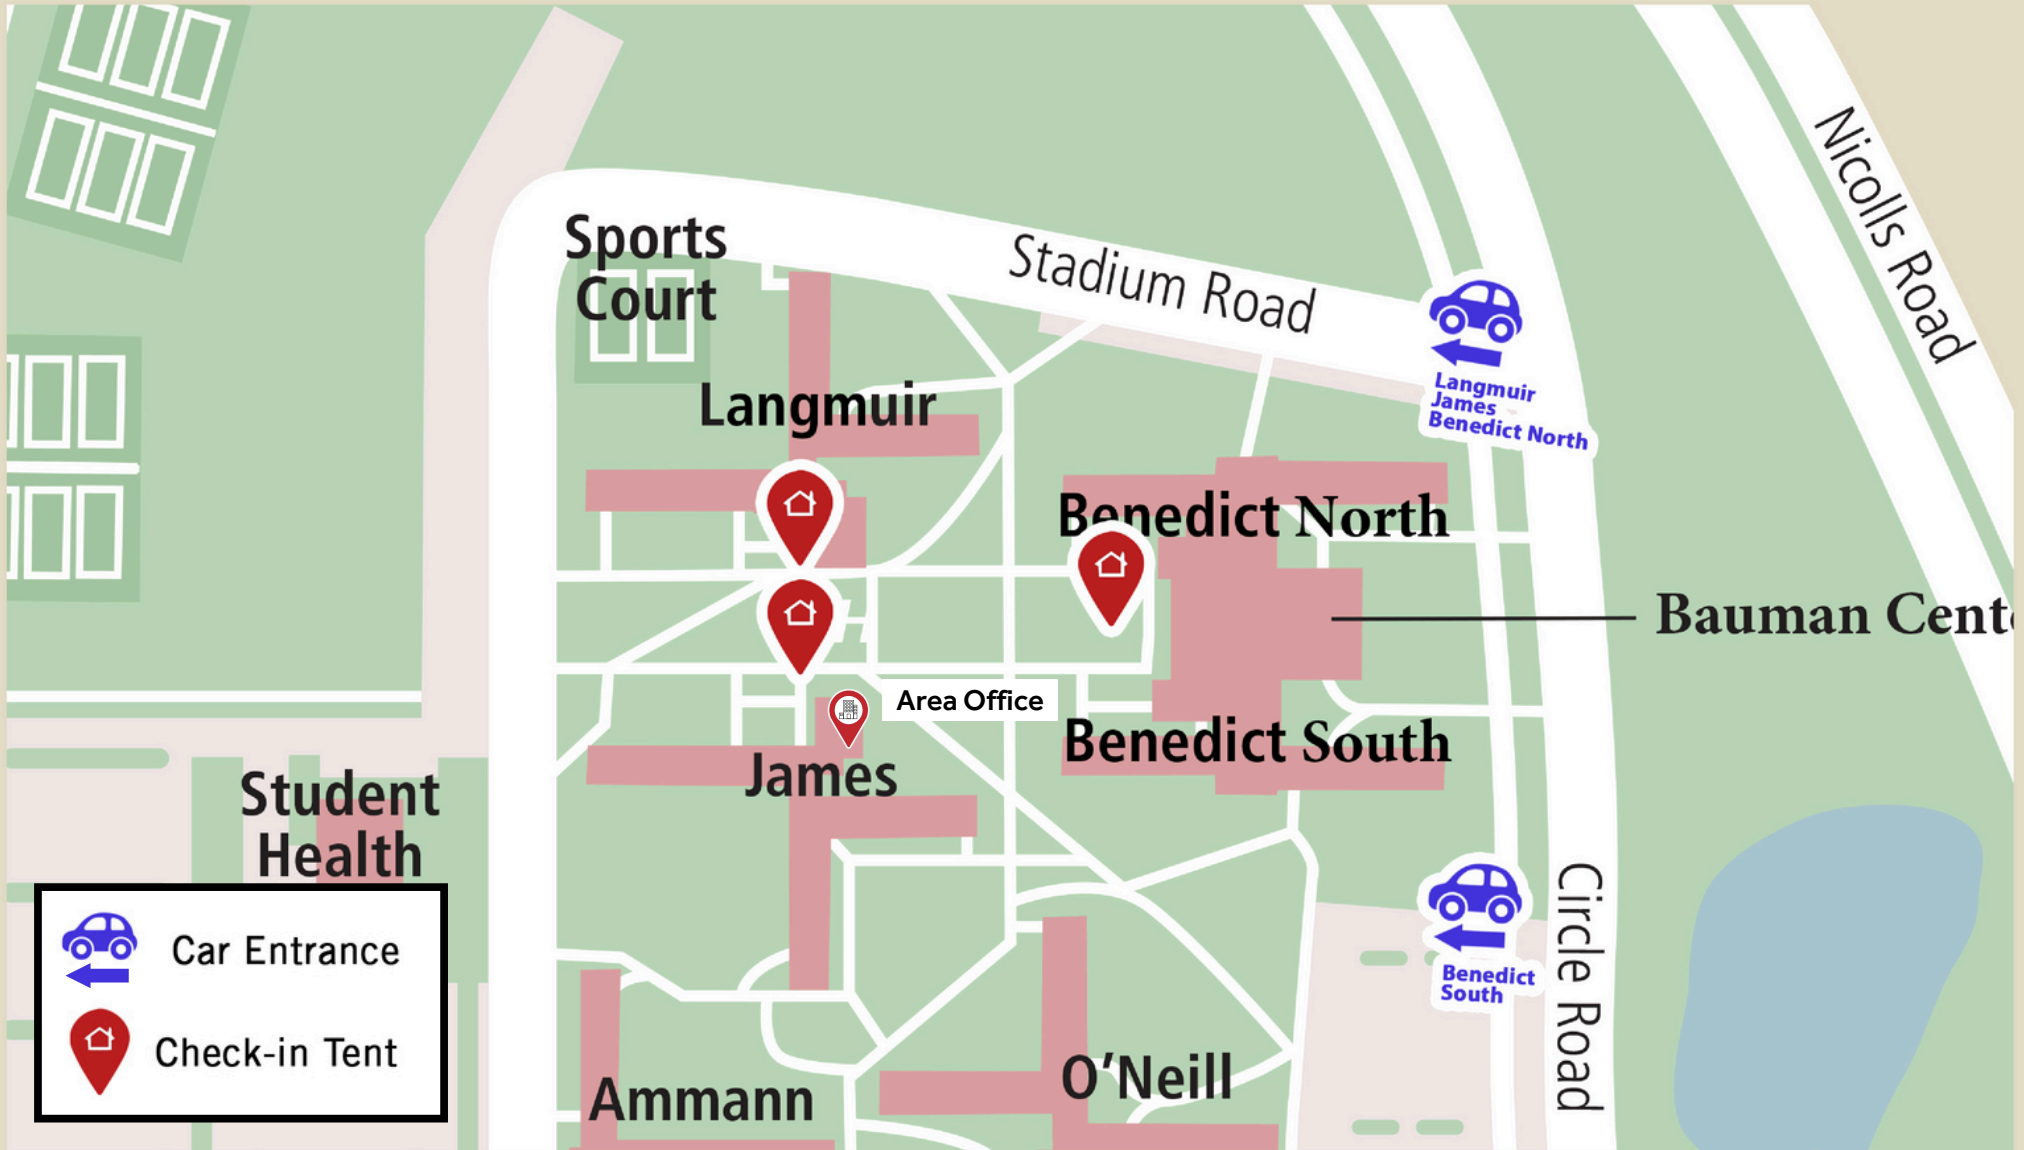 Nicolls Road
Sports
Court
Stadium Road
Langmuir
James
Benedict North
Langmuir
Benedict North
Bauman Cent
Area Office
Benedict South
James
Student
Health
Circle Road
Benedict
South
Car Entrance
Check-in Tent
O'Neill
Ammann